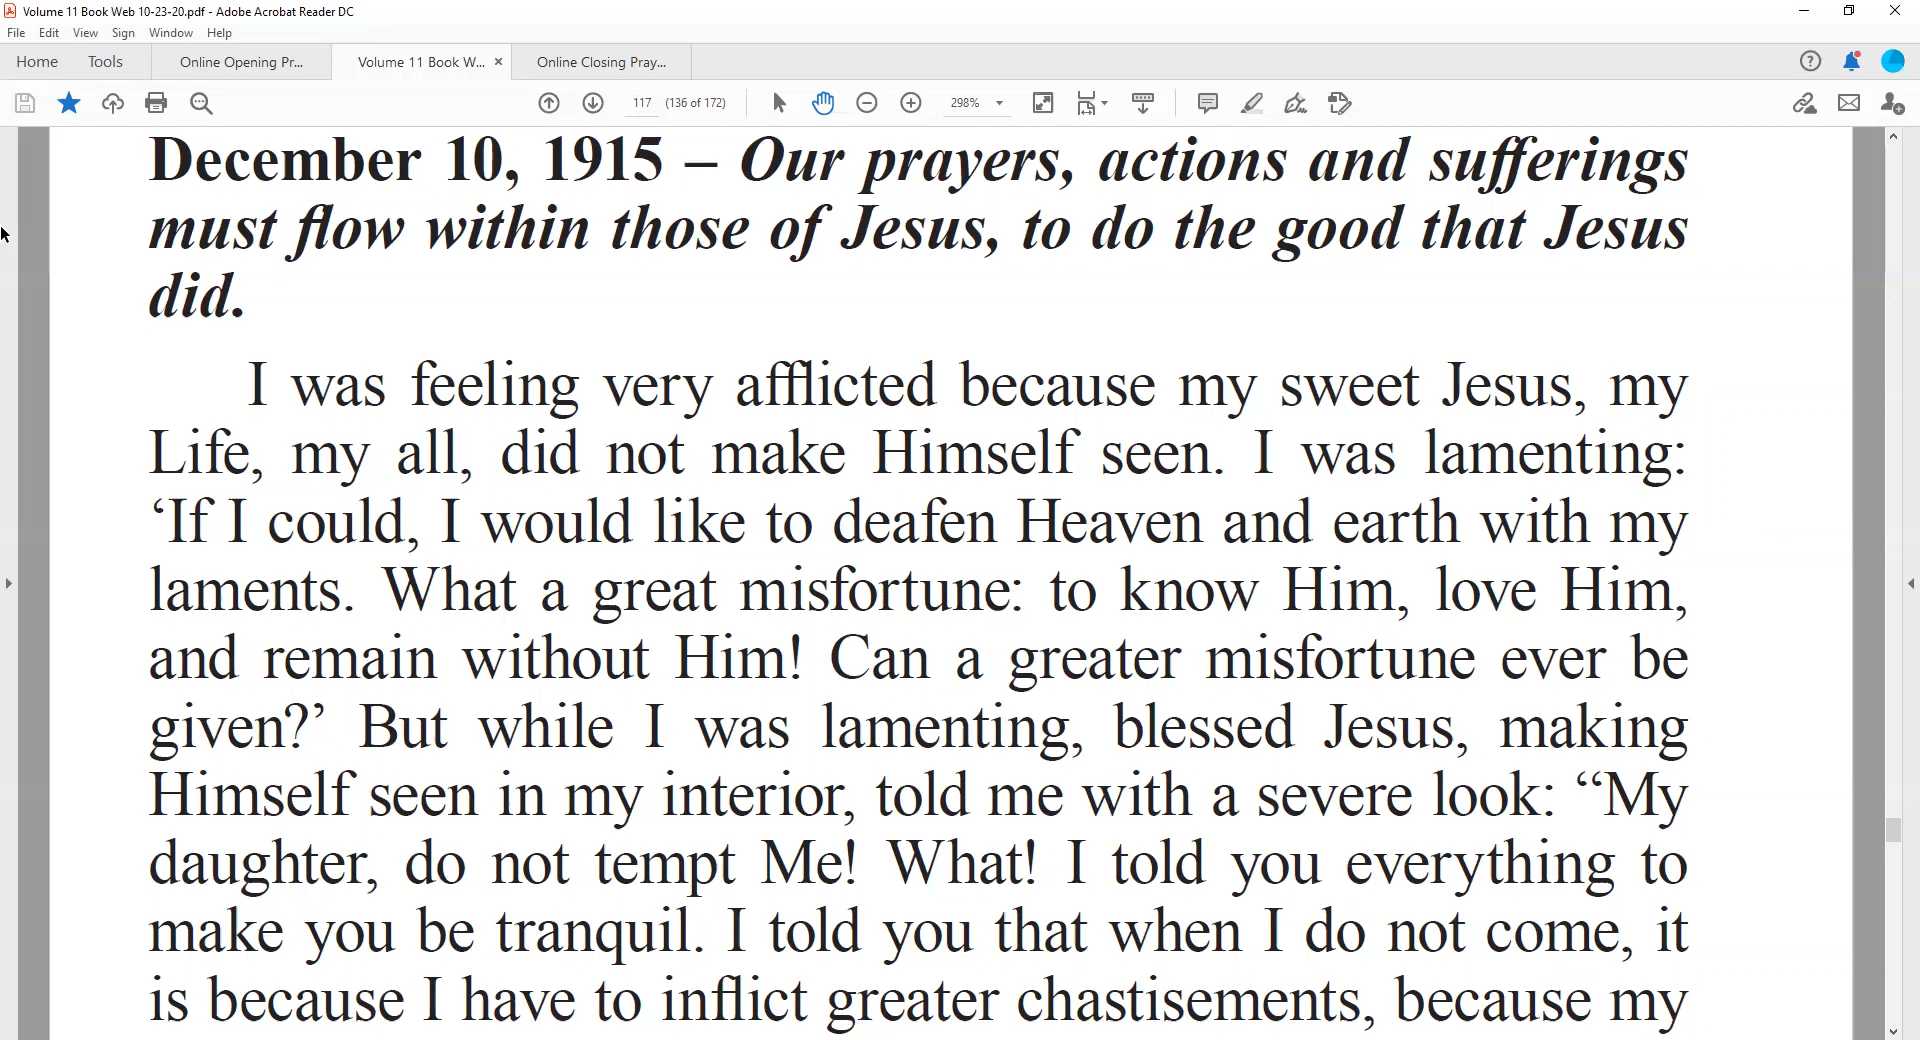 Volume 11 Book Web 10-23-20.pdf - Adobe Acrobat Reader DC
File Edit View Sign Window Help
Home Tools Online Opening Pr... Volume 11 Book W... × Online Closing Pray...
117 (136 of 172) 298%
December 10, 1915 – Our prayers, actions and sufferings
must flow within those of Jesus, to do the good that Jesus
did.
I was feeling very afflicted because my sweet Jesus, my
Life, my all, did not make Himself seen. I was lamenting:
‘If I could, I would like to deafen Heaven and earth with my
laments. What a great misfortune: to know Him, love Him,
and remain without Him! Can a greater misfortune ever be
given?’ But while I was lamenting, blessed Jesus, making
Himself seen in my interior, told me with a severe look: “My
daughter, do not tempt Me! What! I told you everything to
make you be tranquil. I told you that when I do not come, it
is because I have to inflict greater chastisements, because my